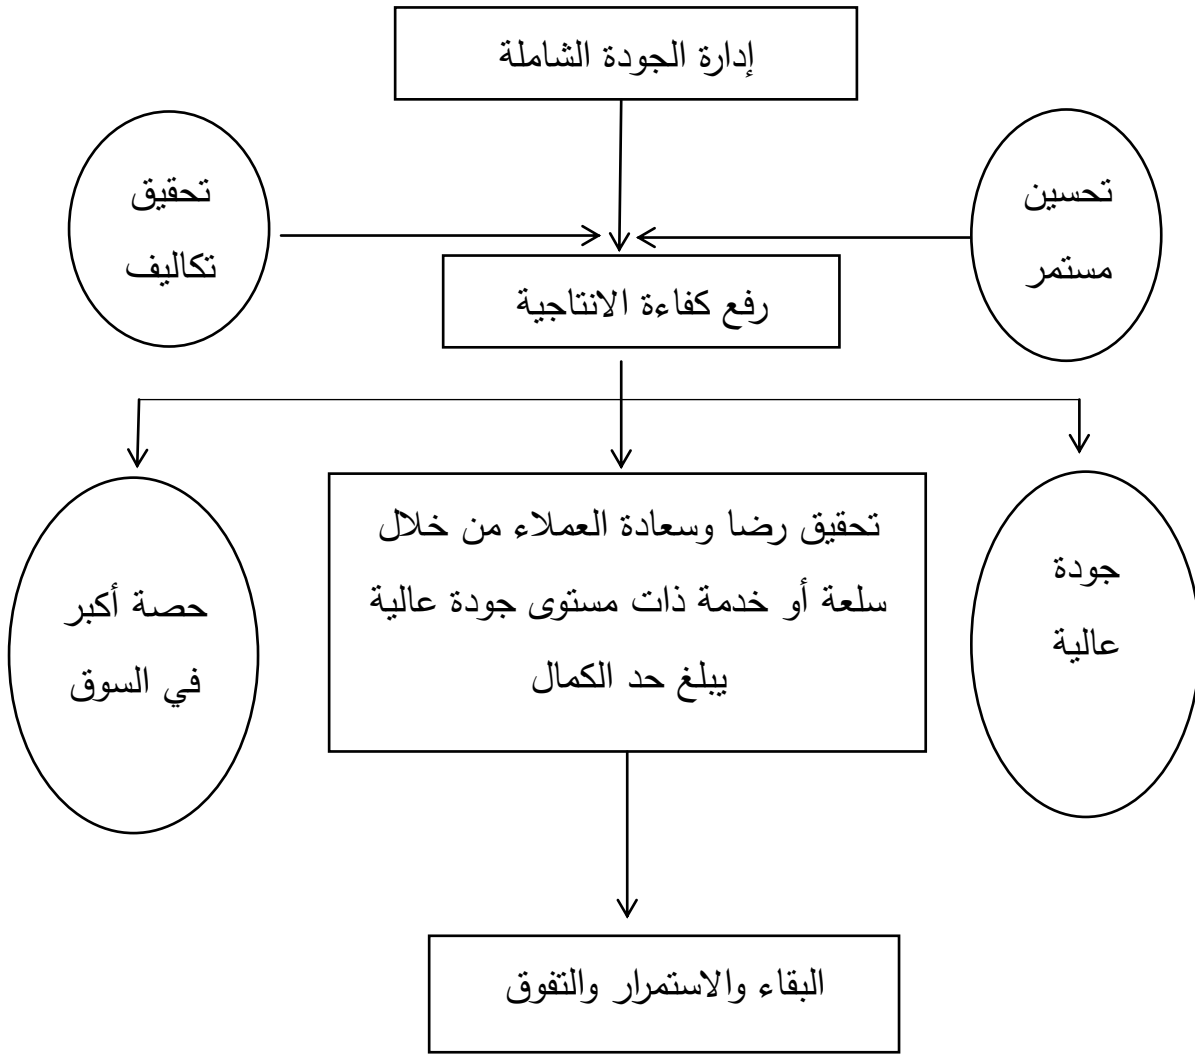 إدارة الجودة الشاملة
تحسين
مستمر
تحقيق
تكاليف
رفع كفاءة الانتاجية
جودة
عالية
تحقيق رضا وسعادة العملاء من خلال
سلعة أو خدمة ذات مستوى جودة عالية
يبلغ حد الكمال
حصة أكبر
في السوق
البقاء والاستمرار والتفوق